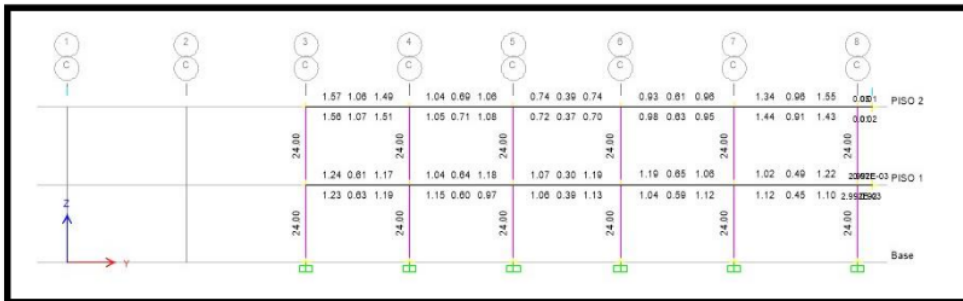 1 2 3 4 5 6 7 8
C C C C C C C C
1.57 1.06 1.49 1.04 0.69 1.06 0.74 0.39 0.74 0.93 0.61 0.96 1.34 0.96 1.55
PISO 2
1.56 1.07 1.51 1.05 0.71 1.08 0.72 0.37 0.70 0.98 0.63 0.95 1.44 0.91 1.43
24.00 24.00 24.00 24.00 24.00 24.00
1.24 0.61 1.17 1.04 0.64 1.18 1.07 0.30 1.19 1.19 0.65 1.06 1.02 0.49 1.22
PISO 1
1.23 0.63 1.19 1.15 0.60 0.97 1.06 0.39 1.13 1.04 0.59 1.12 1.12 0.45 1.10
Z
24.00 24.00 24.00 24.00 24.00 24.00
Y
Base